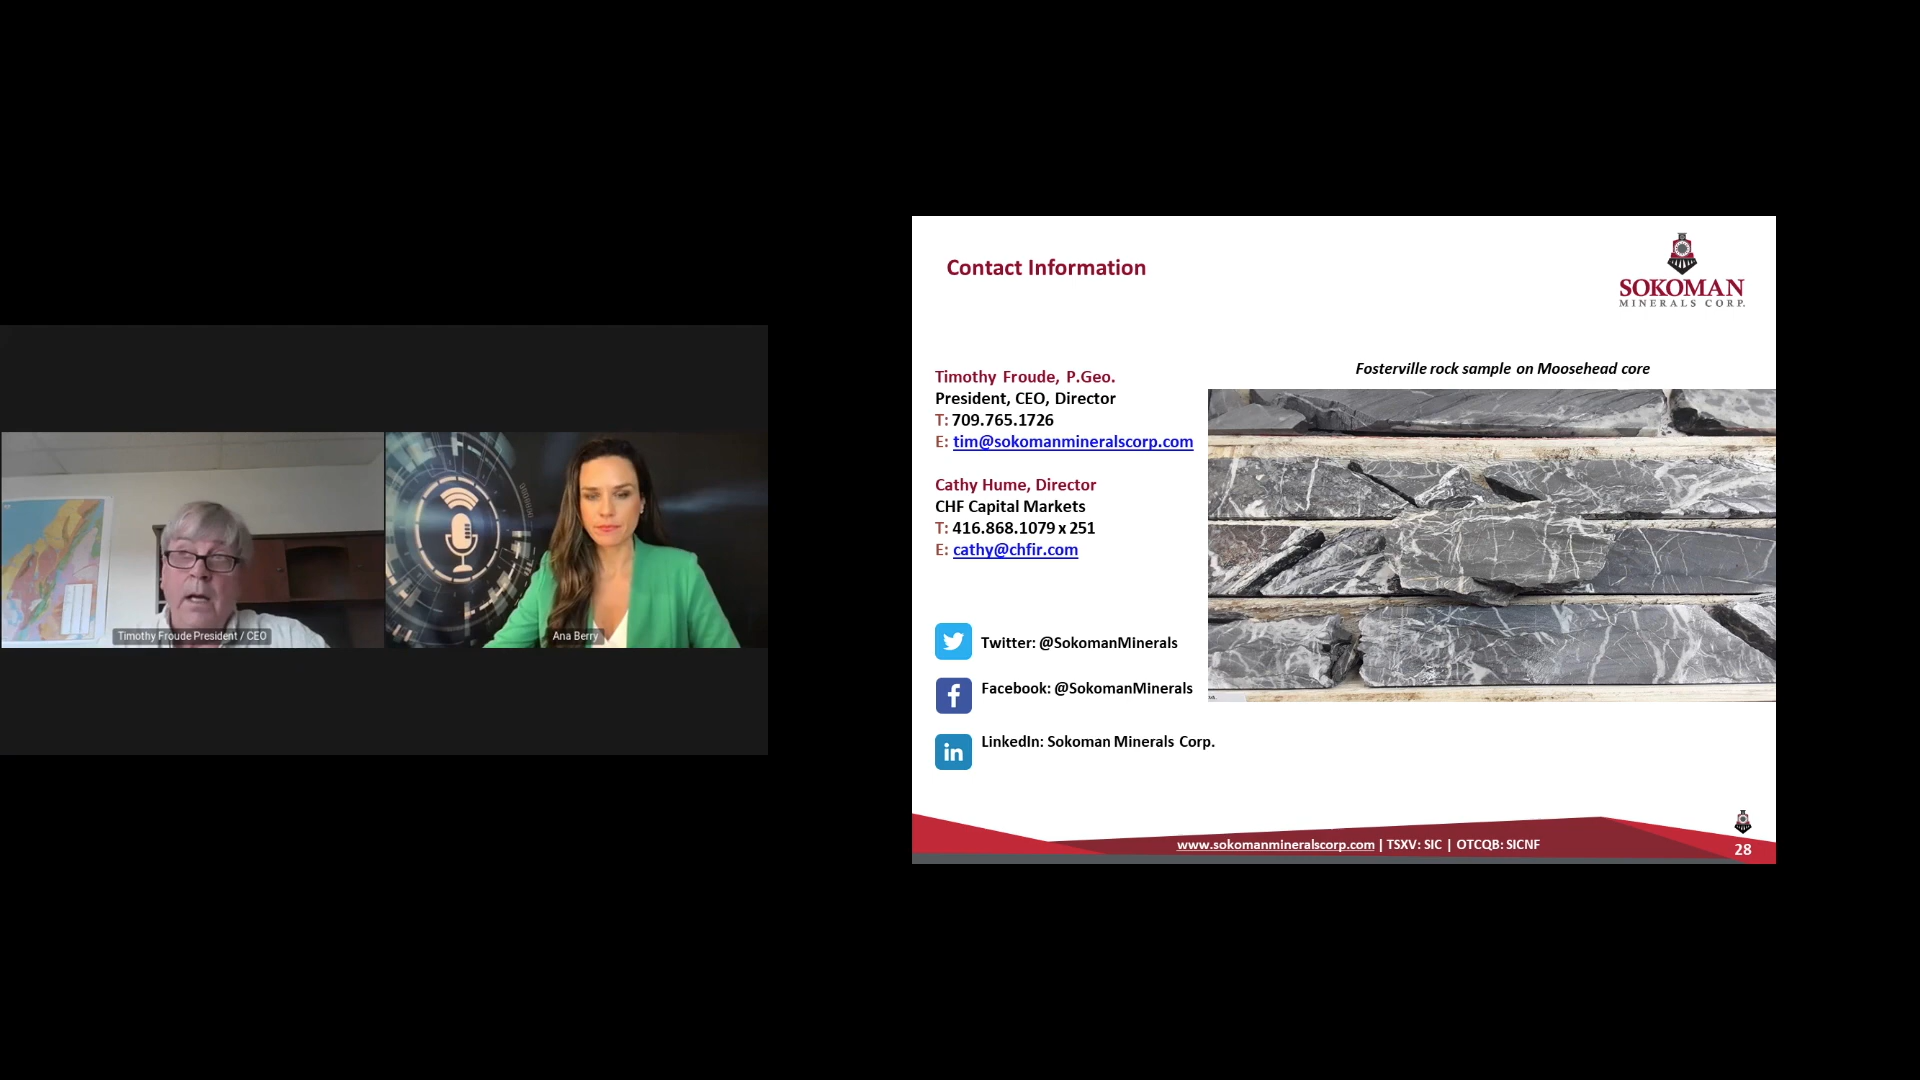 Timothy Froude President / CEO
Ana Berry
Contact Information
SOKOMAN
MINERALS CORP.
Timothy Froude, P.Geo.
President, CEO, Director
T: 709.765.1726
E: tim@sokomanmineralscorp.com
Cathy Hume, Director
CHF Capital Markets
T: 416.868.1079 x 251
E: cathy@chfir.com
Fosterville rock sample on Moosehead core
Twitter: @SokomanMinerals
Facebook: @SokomanMinerals
in
LinkedIn: Sokoman Minerals Corp.
www.sokomanmineralscorp.com | TSXV: SIC | OTCQB: SICNF
28